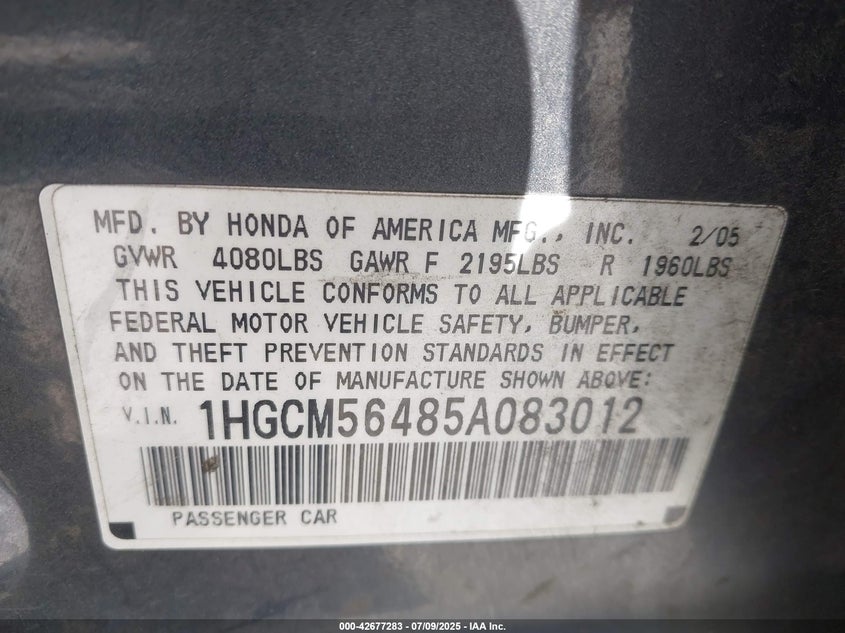 MFD. BY HONDA OF AMERICA MFG., INC. 2/05
GVWR 4080LBS GAWR F 2195LBS R 1960LBS
THIS VEHICLE CONFORMS TO ALL APPLICABLE
FEDERAL MOTOR VEHICLE SAFETY, BUMPER,
AND THEFT PREVENTION STANDARDS IN EFFECT
ON THE DATE OF MANUFACTURE SHOWN ABOVE:
V.I.N. 1HGCM56485A083012
PASSENGER CAR
000-42677283 - 07/09/2025 - IAA Inc.